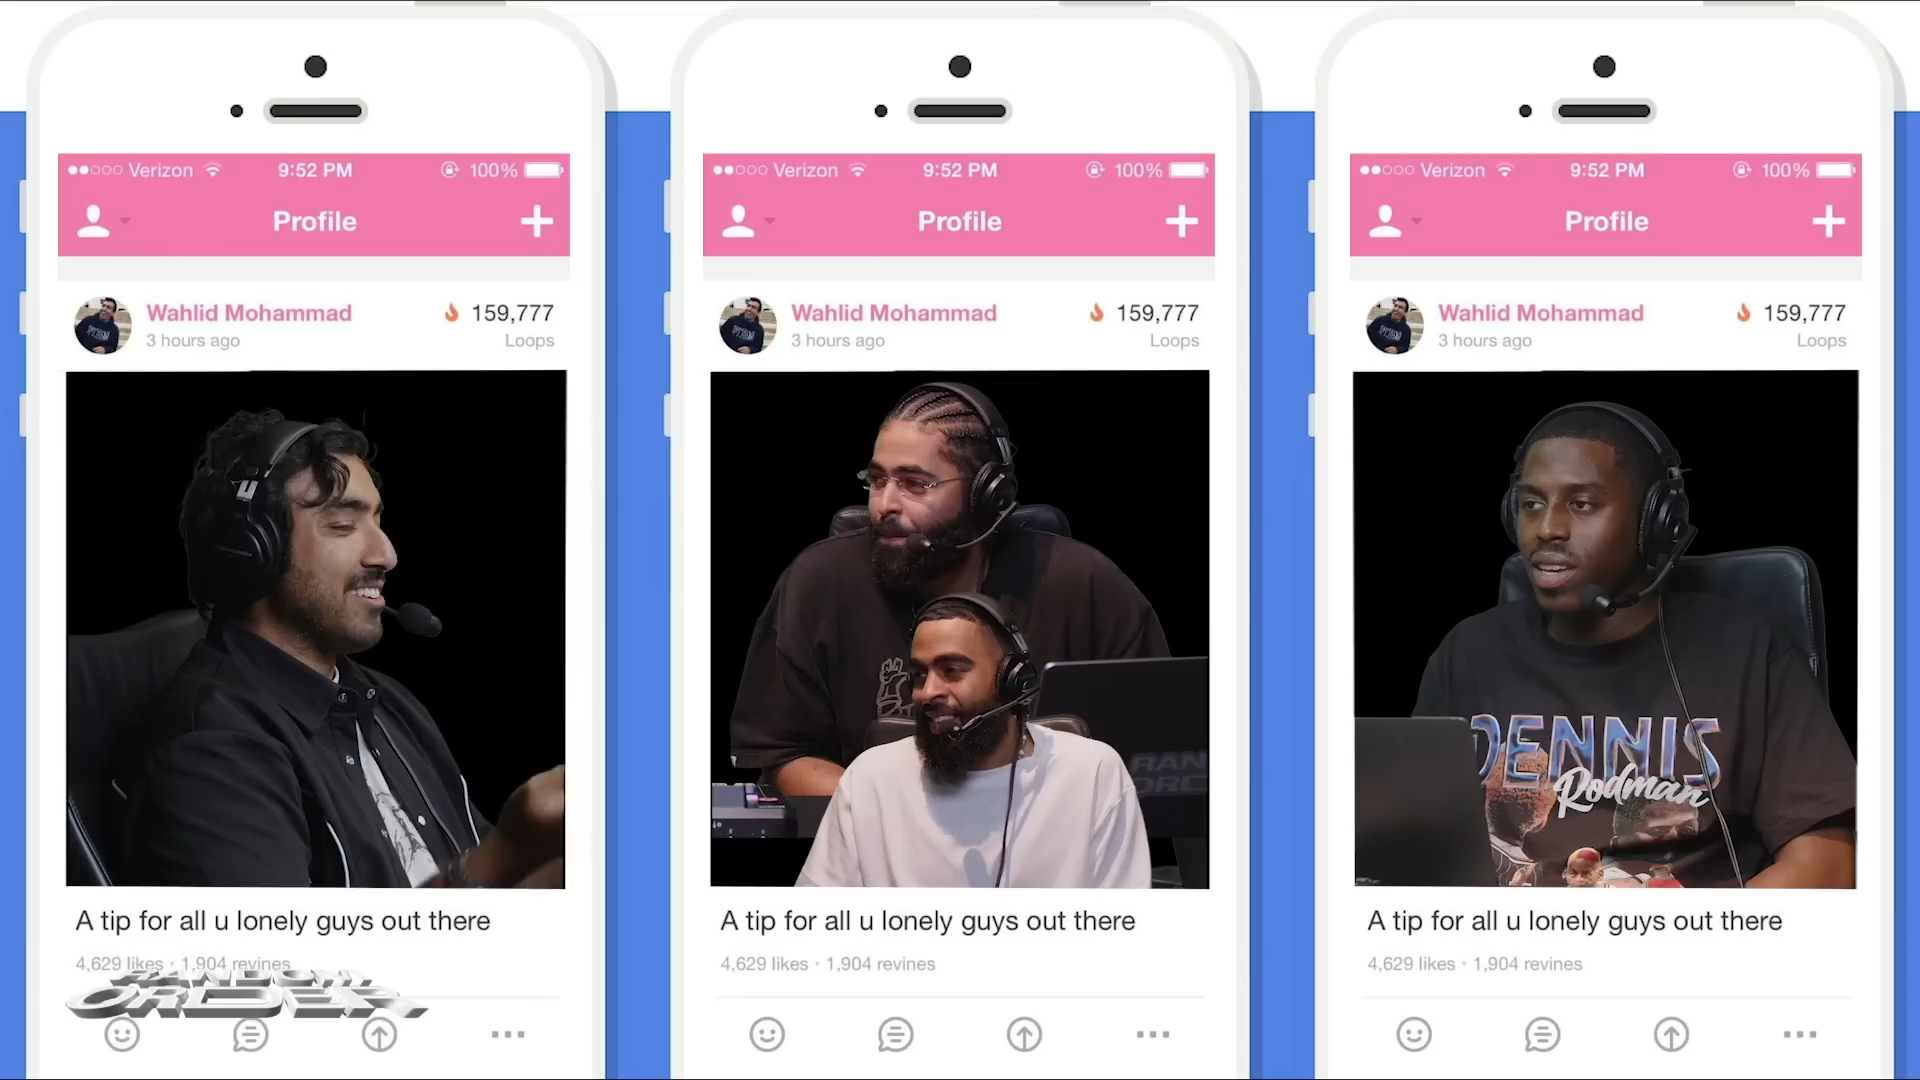 Verizon 9:52 PM 100%
Profile
Wahlid Mohammad 159,777
3 hours ago Loops
A tip for all u lonely guys out there
4,629 likes • 1,904 revines
RANDOM
ORDER
Verizon 9:52 PM 100%
Profile
Wahlid Mohammad 159,777
3 hours ago Loops
RAN
ORD
A tip for all u lonely guys out there
4,629 likes • 1,904 revines
Verizon 9:52 PM 100%
Profile
Wahlid Mohammad 159,777
3 hours ago Loops
DENNIS
Rodman
A tip for all u lonely guys out there
4,629 likes • 1,904 revines